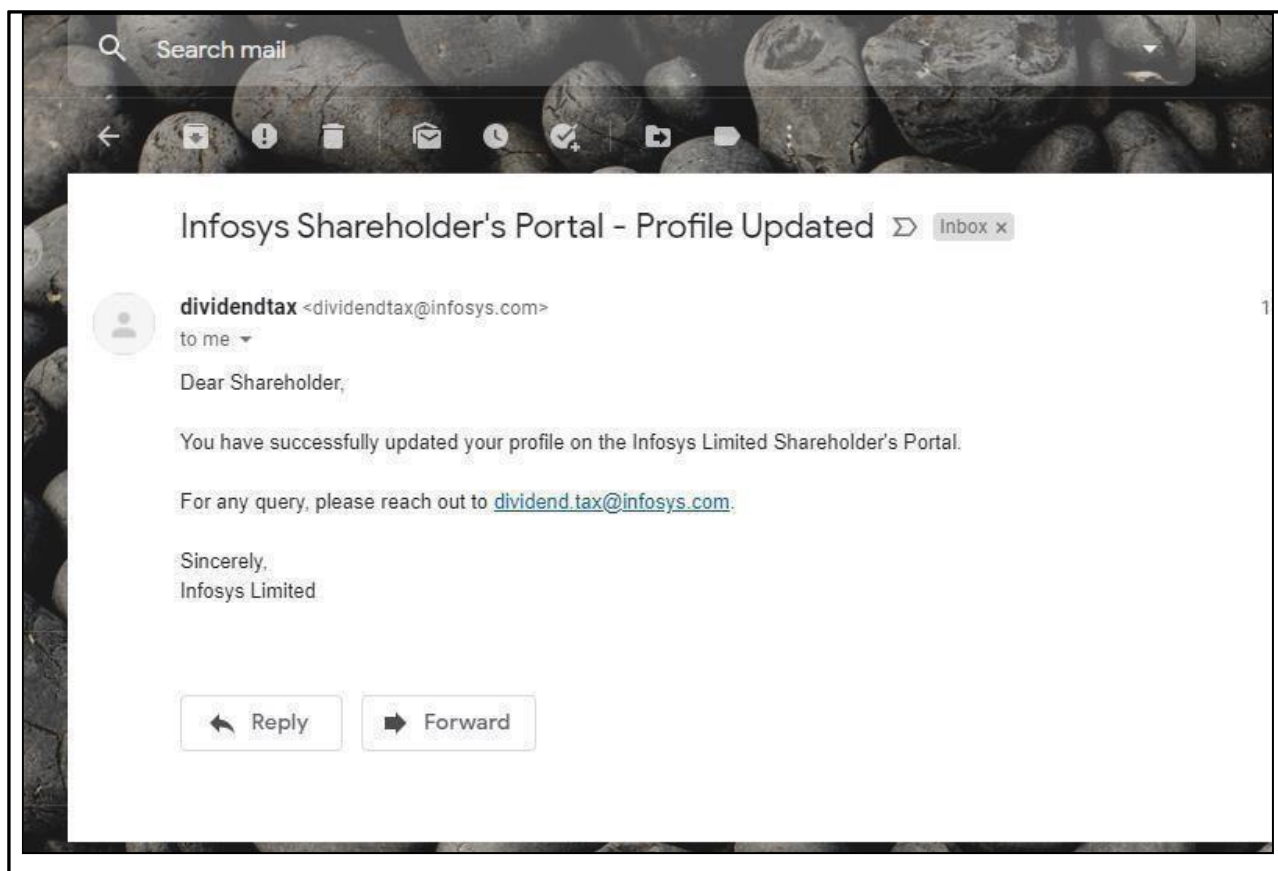 Search mail
Infosys Shareholder's Portal - Profile Updated Inbox x
dividendtax <dividendtax@infosys.com> 1
to me
Dear Shareholder,
You have successfully updated your profile on the Infosys Limited Shareholder's Portal.
For any query, please reach out to dividend.tax@infosys.com.
Sincerely,
Infosys Limited
Reply Forward